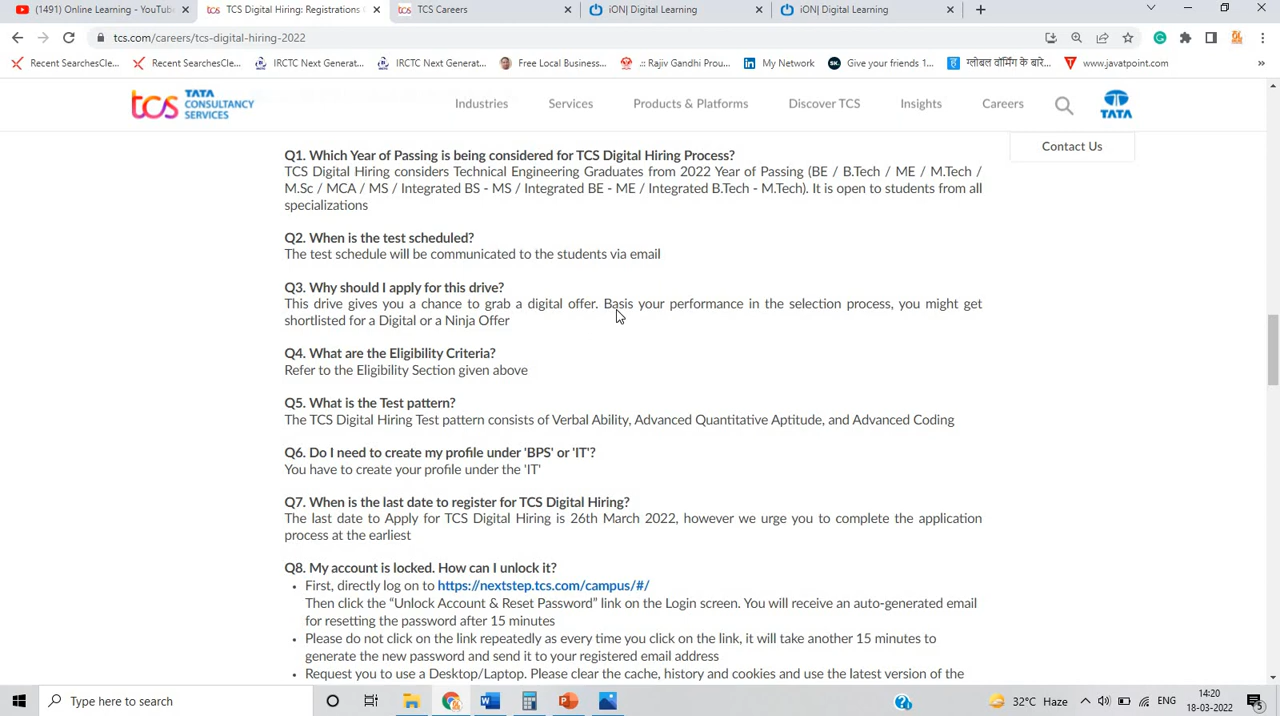 (1491) Online Learning - YouTub
TCS Digital Hiring: Registrations
TCS Careers
iON| Digital Learning
iON| Digital Learning
tcs.com/careers/tcs-digital-hiring-2022
Recent SearchesCle...
Recent SearchesCle...
IRCTC Next Generat...
IRCTC Next Generat...
Free Local Business...
.:: Rajiv Gandhi Prou...
My Network
Give your friends 1...
ग्लोबल वॉर्मिंग के बारे...
www.javatpoint.com
»
tcs TATA CONSULTANCY SERVICES
Industries
Services
Products & Platforms
Discover TCS
Insights
Careers
TATA
Contact Us
Q1. Which Year of Passing is being considered for TCS Digital Hiring Process?
TCS Digital Hiring considers Technical Engineering Graduates from 2022 Year of Passing (BE / B.Tech / ME / M.Tech /
M.Sc / MCA / MS / Integrated BS - MS / Integrated BE - ME / Integrated B.Tech - M.Tech). It is open to students from all
specializations
Q2. When is the test scheduled?
The test schedule will be communicated to the students via email
Q3. Why should I apply for this drive?
This drive gives you a chance to grab a digital offer. Basis your performance in the selection process, you might get
shortlisted for a Digital or a Ninja Offer
Q4. What are the Eligibility Criteria?
Refer to the Eligibility Section given above
Q5. What is the Test pattern?
The TCS Digital Hiring Test pattern consists of Verbal Ability, Advanced Quantitative Aptitude, and Advanced Coding
Q6. Do I need to create my profile under 'BPS' or 'IT'?
You have to create your profile under the 'IT'
Q7. When is the last date to register for TCS Digital Hiring?
The last date to Apply for TCS Digital Hiring is 26th March 2022, however we urge you to complete the application
process at the earliest
Q8. My account is locked. How can I unlock it?
• First, directly log on to https://nextstep.tcs.com/campus/#/
Then click the “Unlock Account & Reset Password” link on the Login screen. You will receive an auto-generated email
for resetting the password after 15 minutes
• Please do not click on the link repeatedly as every time you click on the link, it will take another 15 minutes to
generate the new password and send it to your registered email address
• Request you to use a Desktop/Laptop. Please clear the cache, history and cookies and use the latest version of the
Type here to search
32°C Haze
ENG
14:20
18-03-2022
5